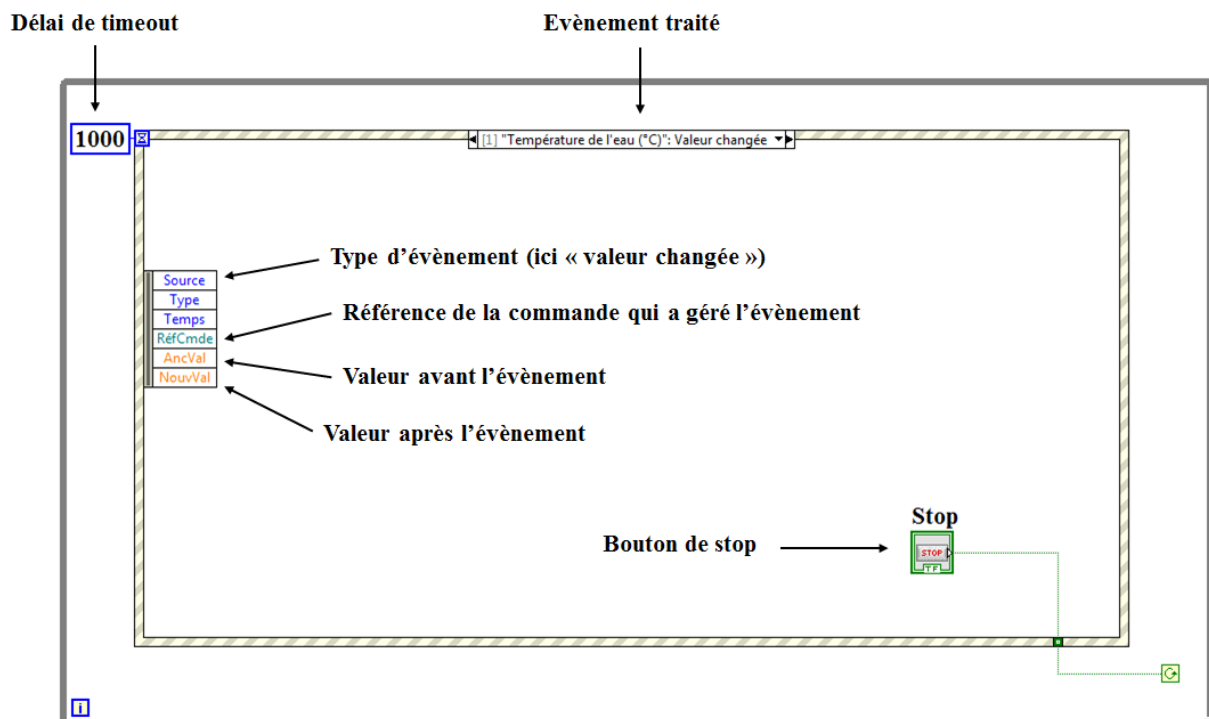 Délai de timeout
Evènement traité
1000
[1] "Température de l'eau (°C)": Valeur changée
Type d’évènement (ici « valeur changée »)
Source
Type
Temps
Référence de la commande qui a géré l’évènement
RéfCmde
AncVal
Valeur avant l’évènement
NouvVal
Valeur après l’évènement
Stop
Bouton de stop
STOP
TF
i